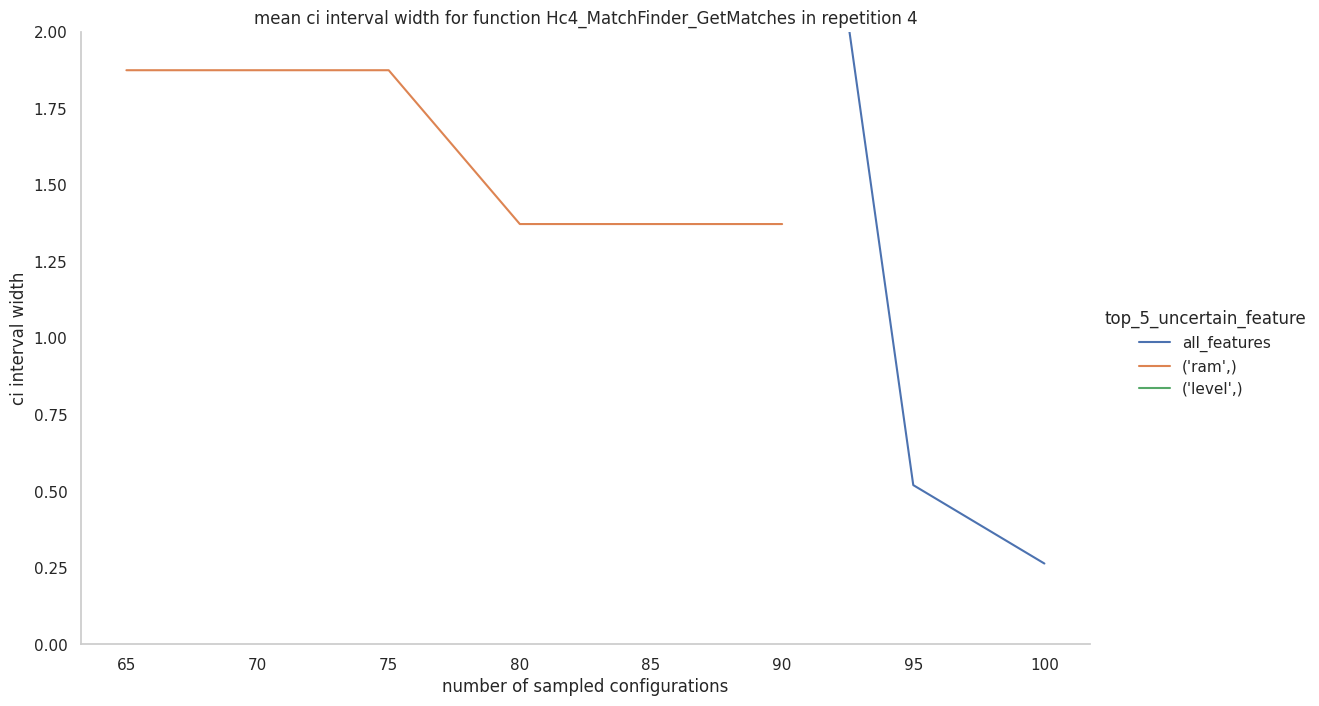 mean ci interval width for function Hc4_MatchFinder_GetMatches in repetition 4
2.00
1.75
1.50
1.25
1.00
0.75
0.50
0.25
0.00
ci interval width
65 70 75 80 85 90 95 100
number of sampled configurations
top_5_uncertain_feature
all_features
('ram',)
('level',)